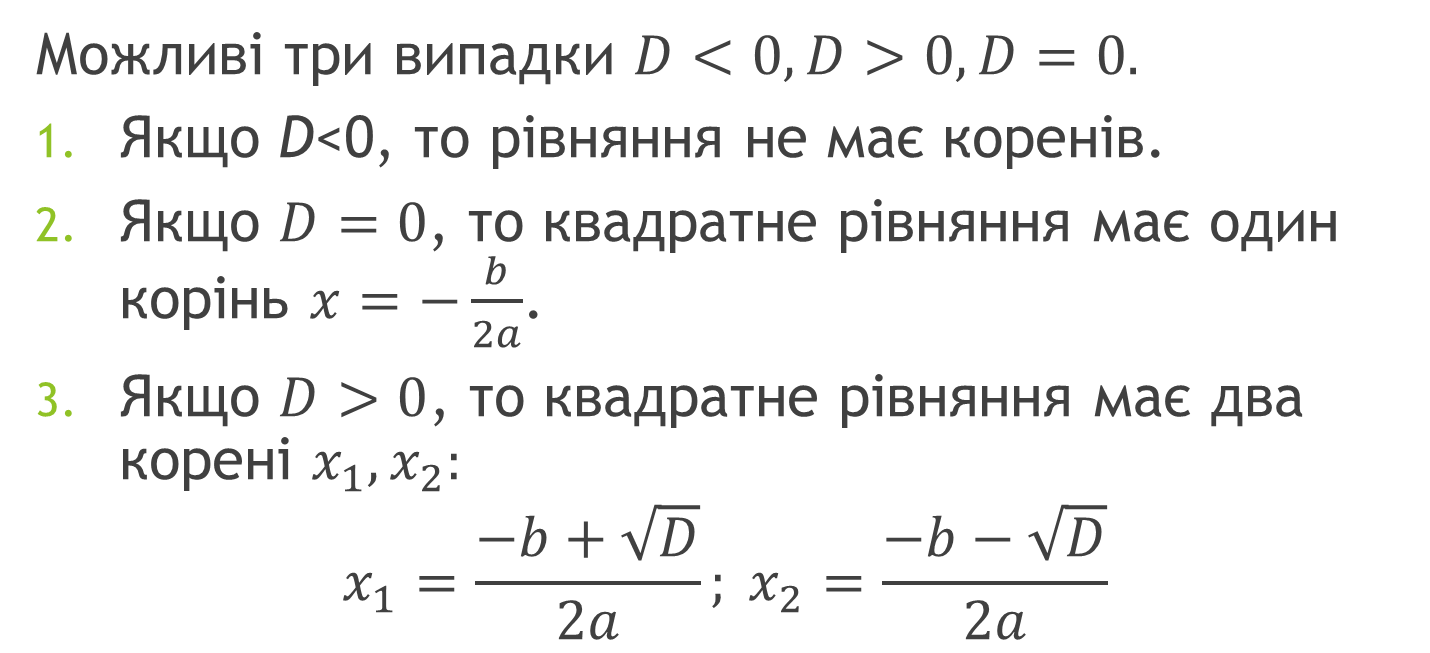 Можливі три випадки D < 0, D > 0, D = 0.
1. Якщо D<0, то рівняння не має коренів.
2. Якщо D = 0, то квадратне рівняння має один
корінь x = −b/2a.
3. Якщо D > 0, то квадратне рівняння має два
корені x₁, x₂:
x₁ = (−b + √D)/2a; x₂ = (−b − √D)/2a